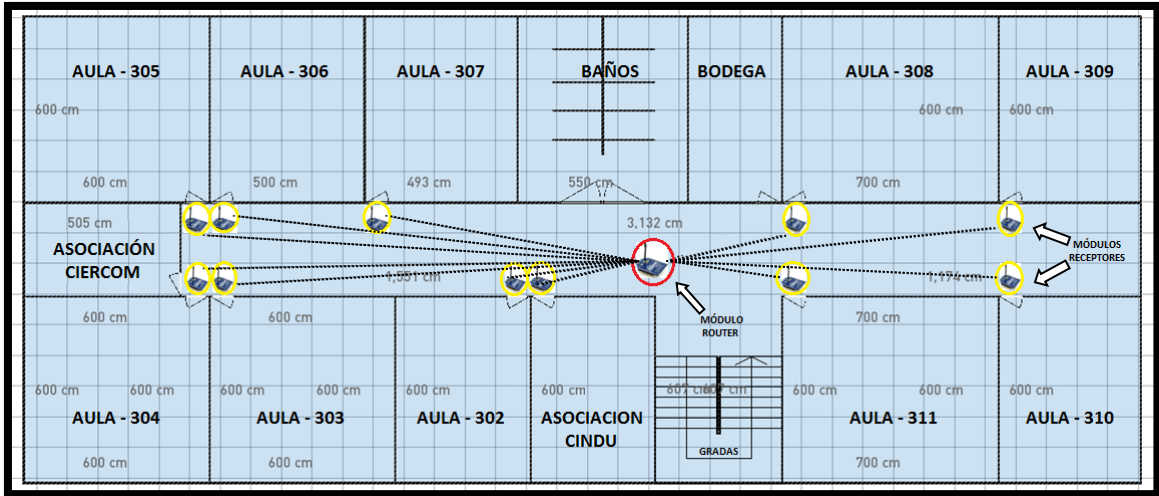 AULA - 305
AULA - 306
AULA - 307
BAÑOS
BODEGA
AULA - 308
AULA - 309
600 cm
600 cm
600 cm
600 cm
500 cm
493 cm
550 cm
700 cm
505 cm
3,132 cm
ASOCIACIÓN
CIERCOM
MÓDULOS
RECEPTORES
1,551 cm
1,174 cm
MÓDULO
ROUTER
600 cm
600 cm
700 cm
600 cm
600 cm
600 cm
600 cm
600 cm
607 cm
600 cm
600 cm
AULA - 304
AULA - 303
AULA - 302
ASOCIACION
CINDU
AULA - 311
AULA - 310
GRADAS
600 cm
600 cm
700 cm